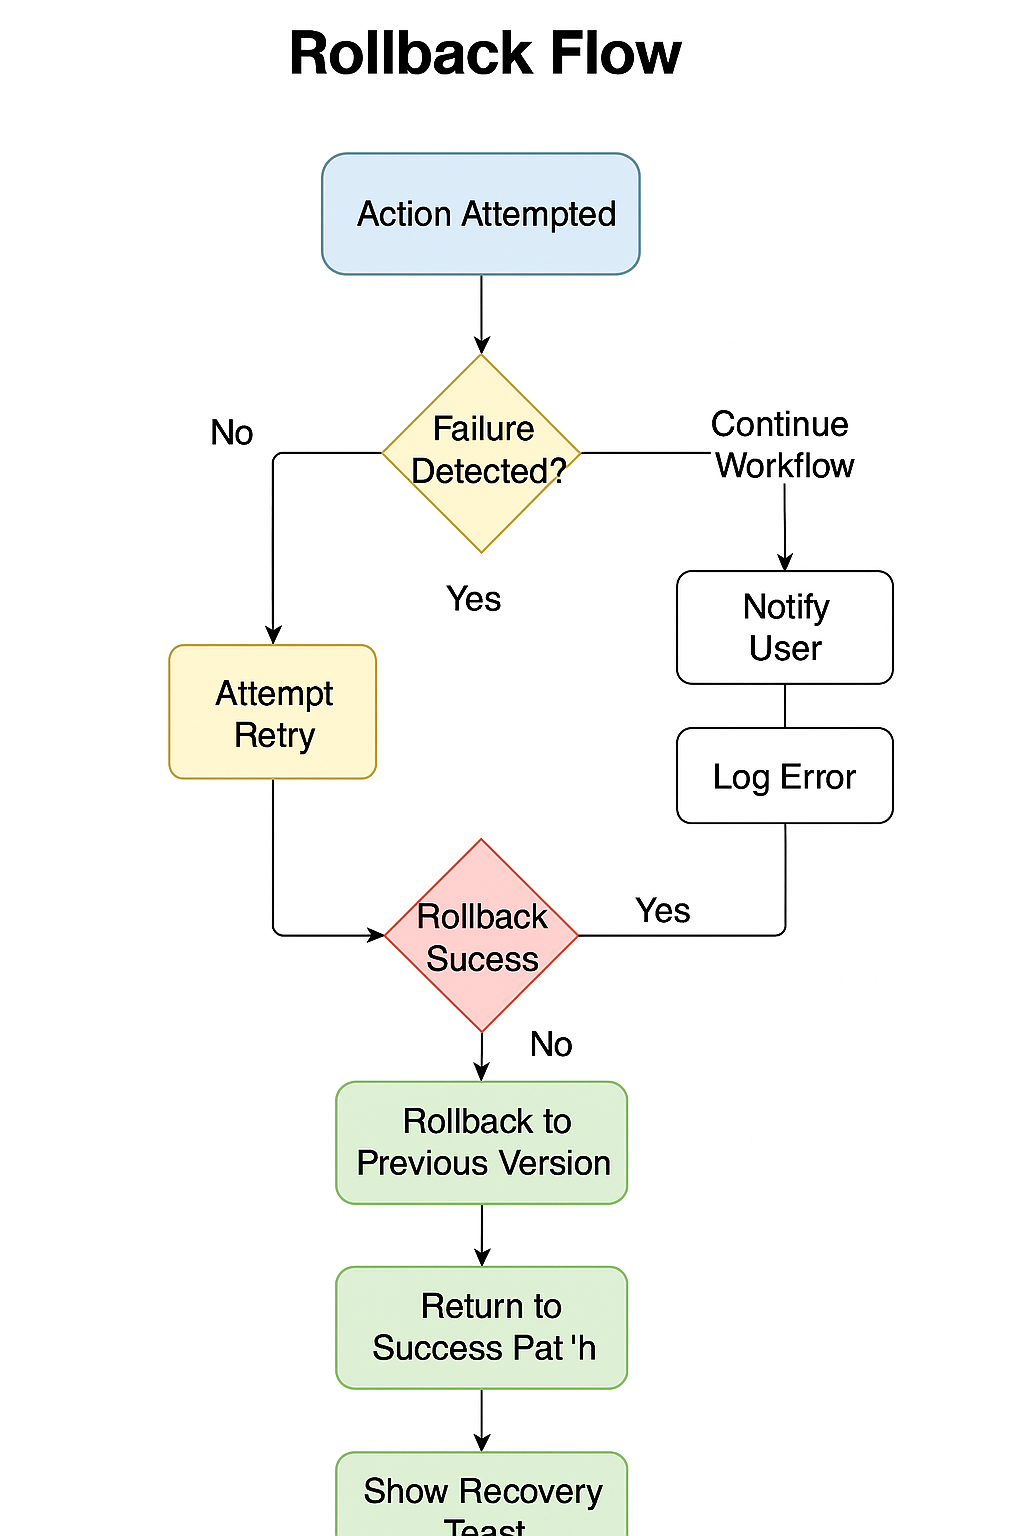 Rollback Flow
Action Attempted
Failure
Detected?
No
Continue
Workflow
Yes
Notify
User
Attempt
Retry
Log Error
Rollback
Sucess
Yes
No
Rollback to
Previous Version
Return to
Success Pat'h
Show Recovery
Teast